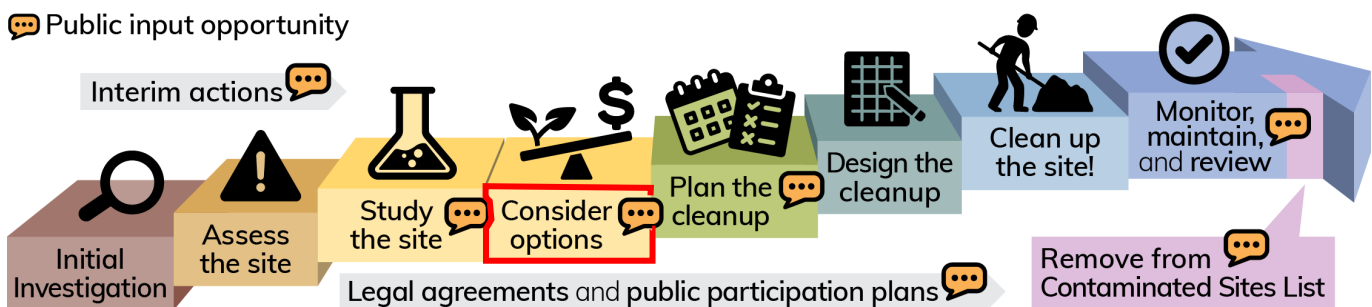 Public input opportunity
Interim actions
Initial
Investigation
Assess
the site
Study
the site
Consider
options
Plan the
cleanup
Design the
cleanup
Clean up
the site!
Monitor,
maintain,
and review
Legal agreements and public participation plans
Remove from
Contaminated Sites List